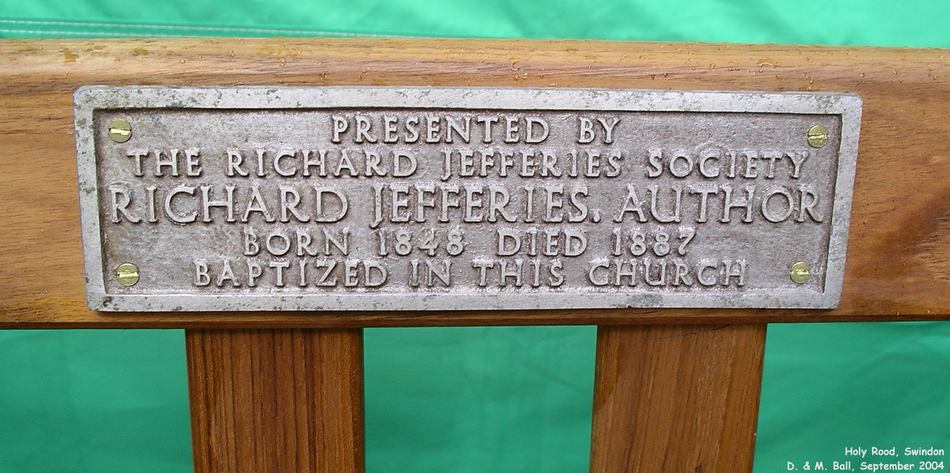 PRESENTED BY
THE RICHARD JEFFERIES SOCIETY
RICHARD JEFFERIES. AUTHOR
BORN 1848 DIED 1887
BAPTIZED IN THIS CHURCH
Holy Rood, Swindon
D. & M. Ball, September 2004